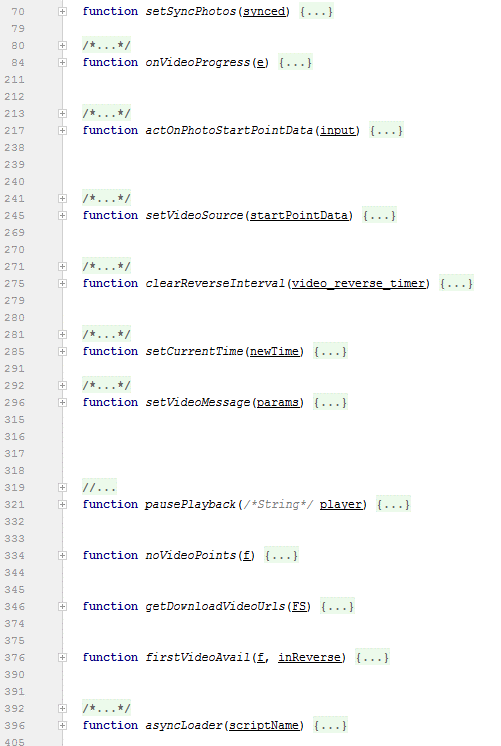 70 function setSyncPhotos(synced) {...}
79
80 /*...*/
84 function onVideoProgress(e) {...}
211
212
213 /*...*/
217 function actOnPhotoStartPointData(input) {...}
238
239
240
241 /*...*/
245 function setVideoSource(startPointData) {...}
269
270
271 /*...*/
275 function clearReverseInterval(video_reverse_timer) {...}
279
280
281 /*...*/
285 function setCurrentTime(newTime) {...}
291
292 /*...*/
296 function setVideoMessage(params) {...}
315
316
317
318
319 //...
321 function pausePlayback(/*String*/ player) {...}
332
333
334 function noVideoPoints(f) {...}
344
345
346 function getDownloadVideoUrls(FS) {...}
374
375
376 function firstVideoAvail(f, inReverse) {...}
390
391
392 /*...*/
396 function asyncLoader(scriptName) {...}
405